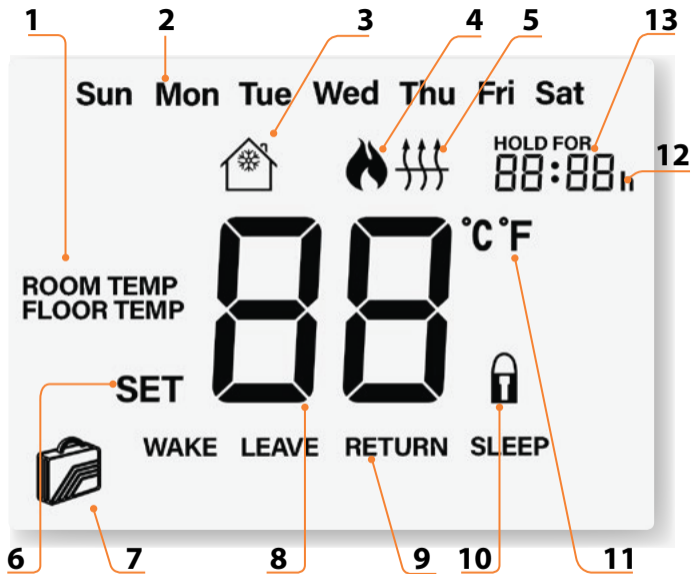 1 2 3 4 5 13
Sun Mon Tue Wed Thu Fri Sat
HOLD FOR
88:88h 12
88 °C °F
ROOM TEMP
FLOOR TEMP
SET
WAKE LEAVE RETURN SLEEP
6 7 8 9 10 11